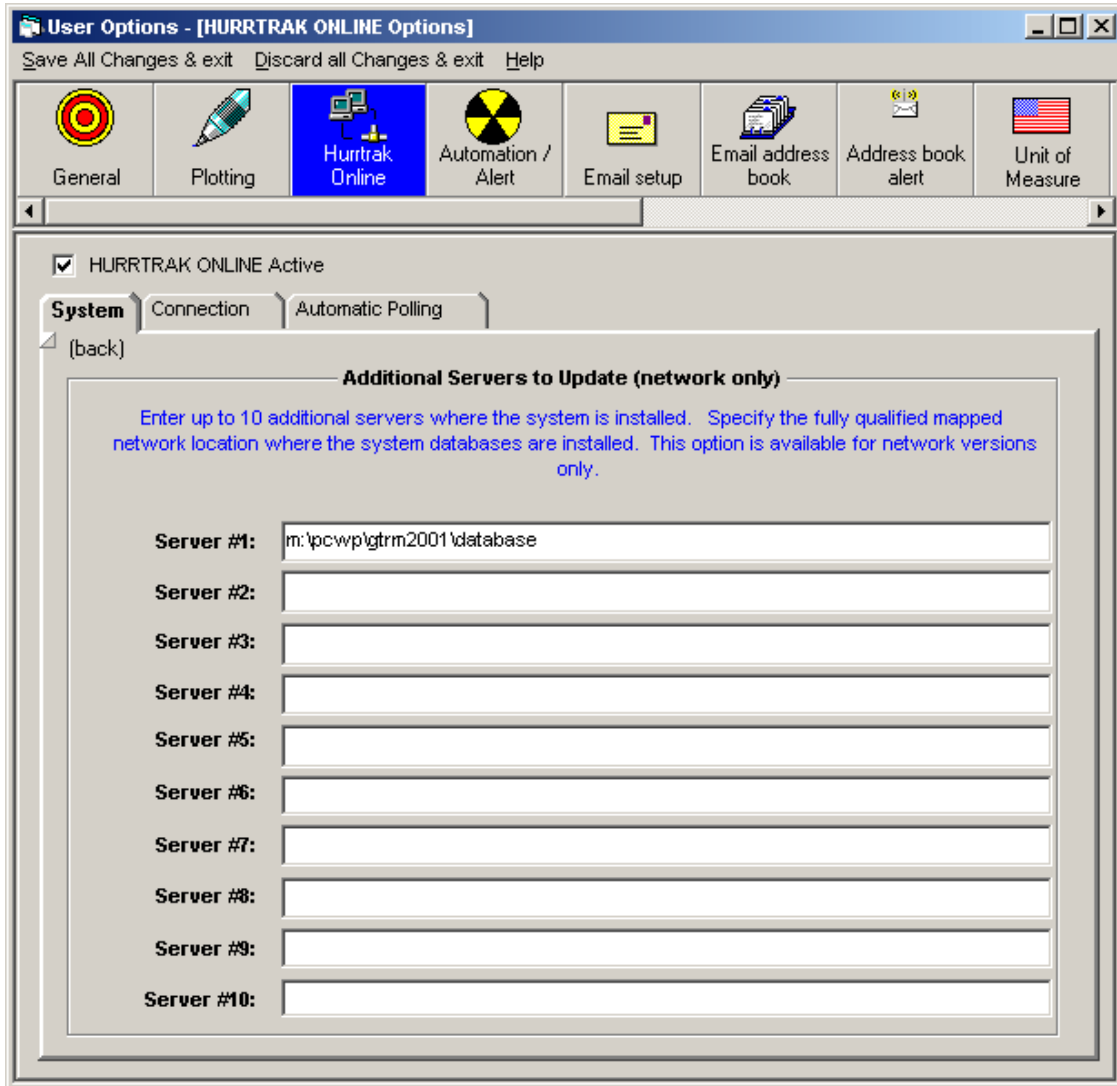 User Options - [HURRTRAK ONLINE Options]
Save All Changes & exit Discard all Changes & exit Help
General
Plotting
Hurrtrak
Online
Automation /
Alert
Email setup
Email address
book
Address book
alert
Unit of
Measure
HURRTRAK ONLINE Active
System Connection Automatic Polling
(back)
Additional Servers to Update (network only)
Enter up to 10 additional servers where the system is installed. Specify the fully qualified mapped
network location where the system databases are installed. This option is available for network versions
only.
Server #1: m:\pcwp\gtrm2001\database
Server #2:
Server #3:
Server #4:
Server #5:
Server #6:
Server #7:
Server #8:
Server #9:
Server #10: